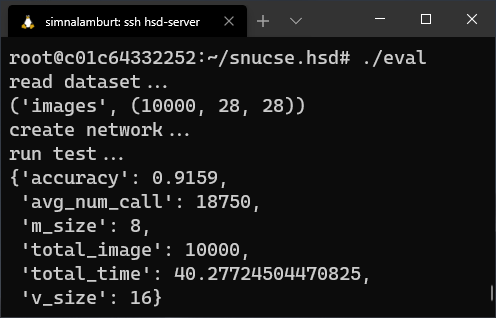 simnalamburt: ssh hsd-server
root@c01c64332252:~/snucse.hsd# ./eval
read dataset...
('images', (10000, 28, 28))
create network...
run test...
{'accuracy': 0.9159,
 'avg_num_call': 18750,
 'm_size': 8,
 'total_image': 10000,
 'total_time': 40.27724504470825,
 'v_size': 16}